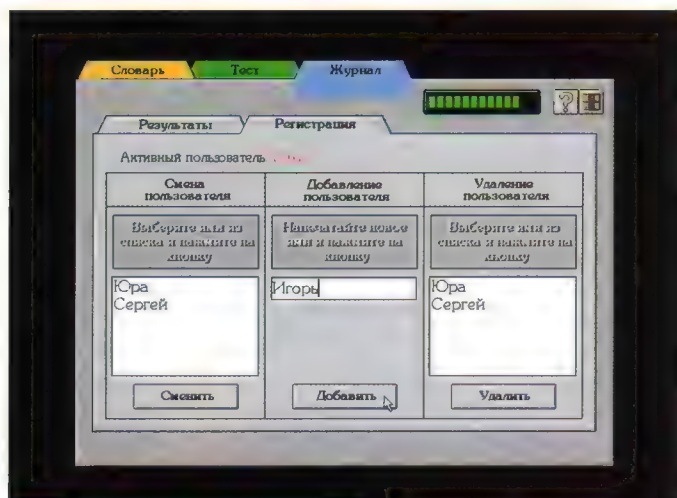 Словарь
Тест
Журнал
Результаты
Регистрация
Активный пользователь
Смена
пользователя
Добавление
пользователя
Удаление
пользователя
Выберите имя из
списка и нажмите на
кнопку
Напечатайте новое
имя и нажмите на
кнопку
Выберите имя из
списка и нажмите на
кнопку
Юра
Сергей
Игорь
Юра
Сергей
Сменить
Добавить
Удалить